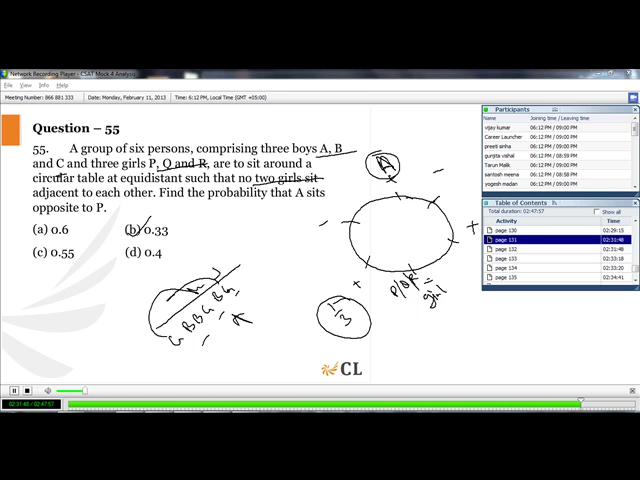 Network Recording Player - CSAT Mock 4 Analysis
File View Info Help
Meeting Number: 866 881 333 Date: Monday, February 11, 2013 Time: 6:12 PM, Local Time (GMT +05:00)
Question – 55
55. A group of six persons, comprising three boys A, B
and C and three girls P, Q and R, are to sit around a
circular table at equidistant such that no two girls sit
adjacent to each other. Find the probability that A sits
opposite to P.
(a) 0.6 (b) 0.33
(c) 0.55 (d) 0.4
A
P/Q/R =
girl
1/3
G B B G B G
CL
Participants
Name Joining time / Leaving time
vijay kumar 06:12 PM / 09:00 PM
Career Launcher 06:12 PM / 09:00 PM
preeti sinha 06:12 PM / 09:00 PM
gunjita vishal 06:12 PM / 09:00 PM
Tarun Malik 06:12 PM / 09:00 PM
santosh meena 06:12 PM / 08:58 PM
yogesh madan 06:12 PM / 09:00 PM
Table of Contents
Total duration: 02:47:57 Show all
Activity Time
page 130 02:29:15
page 131 02:31:48
page 132 02:31:48
page 133 02:33:18
page 134 02:33:20
page 135 02:34:41
02:31:48 / 02:47:57